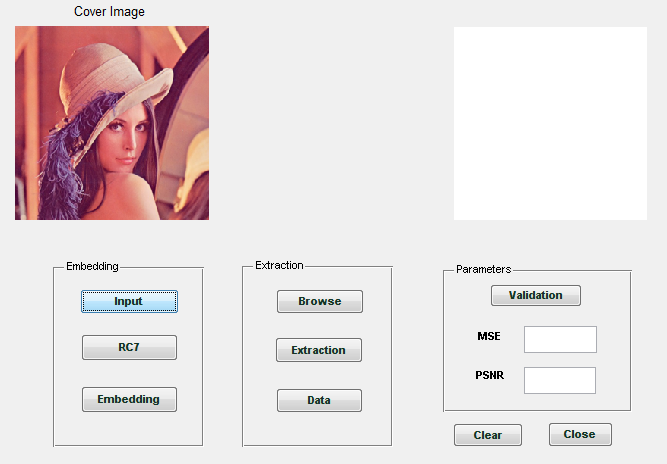 Cover Image
Embedding
Input
RC7
Embedding
Extraction
Browse
Extraction
Data
Parameters
Validation
MSE
PSNR
Clear
Close